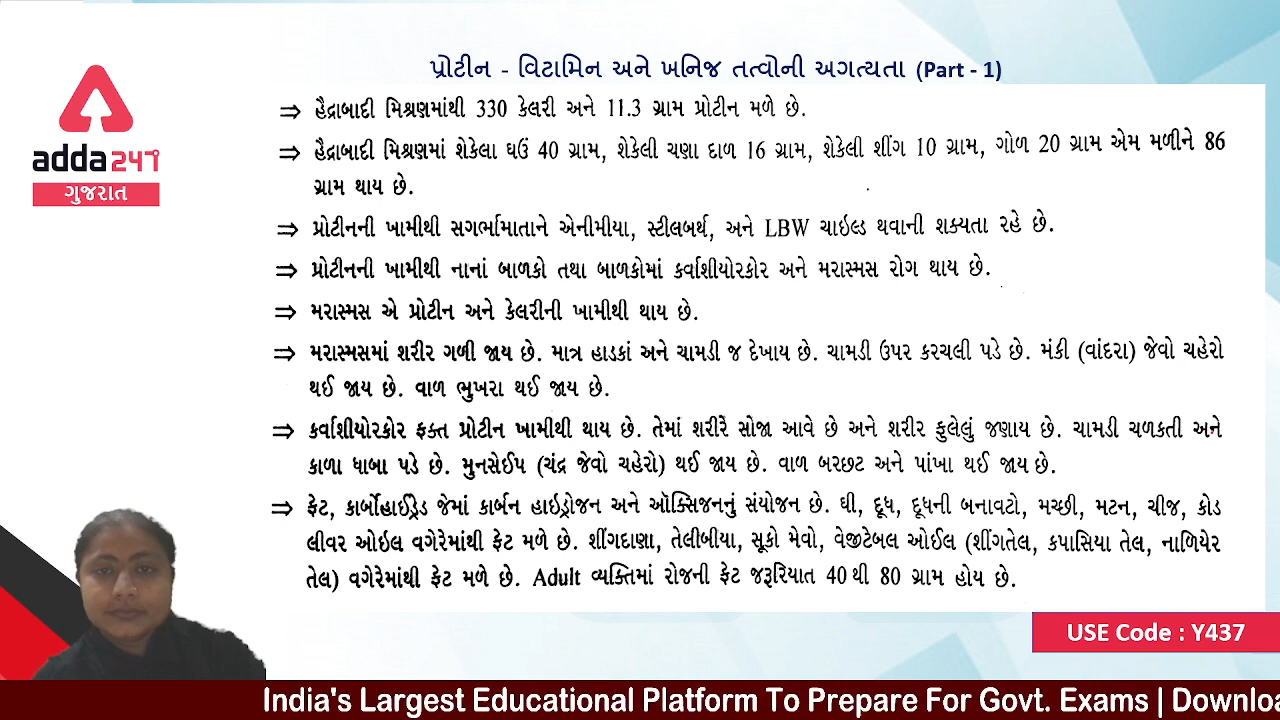 પ્રોટીન - વિટામિન અને ખનિજ તત્વોની અગત્યતા (Part - 1)
adda247
ગુજરાત
⇒ હૈદ્રાબાદી મિશ્રણમાંથી 330 કેલરી અને 11.3 ગ્રામ પ્રોટીન મળે છે.
⇒ હૈદ્રાબાદી મિશ્રણમાં શેકેલા ઘઉં 40 ગ્રામ, શેકેલી ચણા દાળ 16 ગ્રામ, શેકેલી શીંગ 10 ગ્રામ, ગોળ 20 ગ્રામ એમ મળીને 86
ગ્રામ થાય છે.
⇒ પ્રોટીનની ખામીથી સગર્ભામાતાને એનીમીયા, સ્ટીલબર્થ, અને LBW ચાઇલ્ડ થવાની શક્યતા રહે છે.
⇒ પ્રોટીનની ખામીથી નાનાં બાળકો તથા બાળકોમાં કર્વાશીયોરકોર અને મરાસ્મસ રોગ થાય છે.
⇒ મરાસ્મસ એ પ્રોટીન અને કેલરીની ખામીથી થાય છે.
⇒ મરાસ્મસમાં શરીર ગળી જાય છે. માત્ર હાડકાં અને ચામડી જ દેખાય છે. ચામડી ઉપર કરચલી પડે છે. મંકી (વાંદરા) જેવો ચહેરો
થઈ જાય છે. વાળ ભુખરા થઈ જાય છે.
⇒ કર્વાશીયોરકોર ફક્ત પ્રોટીન ખામીથી થાય છે. તેમાં શરીરે સોજા આવે છે અને શરીર ફુલેલું જણાય છે. ચામડી ચળકતી અને
કાળા ધાબા પડે છે. મુનસેઈપ (ચંદ્ર જેવો ચહેરો) થઈ જાય છે. વાળ બરછટ અને પાંખા થઈ જાય છે.
⇒ ફેટ, કાર્બોહાઈડ્રેડ જેમાં કાર્બન હાઇડ્રોજન અને ઑક્સિજનનું સંયોજન છે. ઘી, દૂધ, દૂધની બનાવટો, મચ્છી, મટન, ચીજ, કોડ
લીવર ઓઇલ વગેરેમાંથી ફેટ મળે છે. શીંગદાણા, તેલીબીયા, સૂકો મેવો, વેજીટેબલ ઓઈલ (શીંગતેલ, કપાસિયા તેલ, નાળિયેર
તેલ) વગેરેમાંથી ફેટ મળે છે. Adult વ્યક્તિમાં રોજની ફેટ જરૂરિયાત 40 થી 80 ગ્રામ હોય છે.
USE Code : Y437
India's Largest Educational Platform To Prepare For Govt. Exams | Downloa